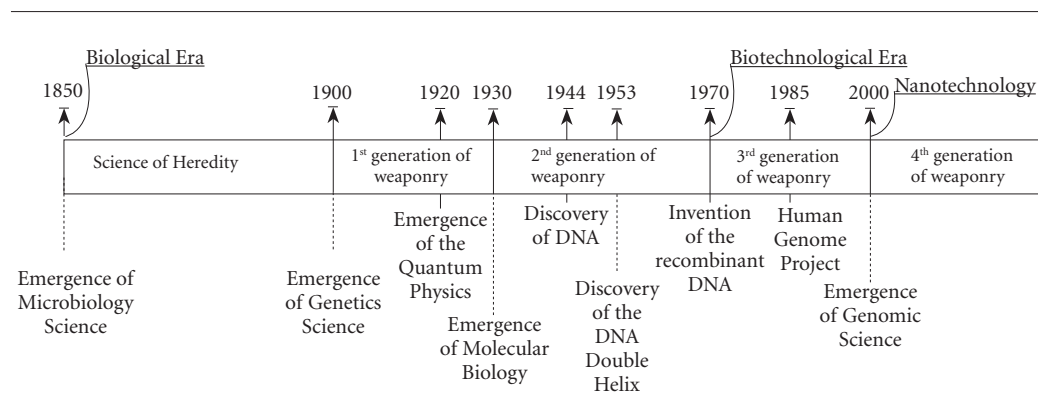 Biological Era
Biotechnological Era
Nanotechnology
1850
1900
1920
1930
1944
1953
1970
1985
2000
Science of Heredity
1st generation of
weaponry
2nd generation of
weaponry
3rd generation
of weaponry
4th generation
of weaponry
Emergence of
Microbiology
Science
Emergence
of Genetics
Science
Emergence
of the
Quantum
Physics
Emergence
of Molecular
Biology
Discovery
of DNA
Discovery
of the
DNA
Double
Helix
Invention
of the
recombinant
DNA
Human
Genome
Project
Emergence
of Genomic
Science